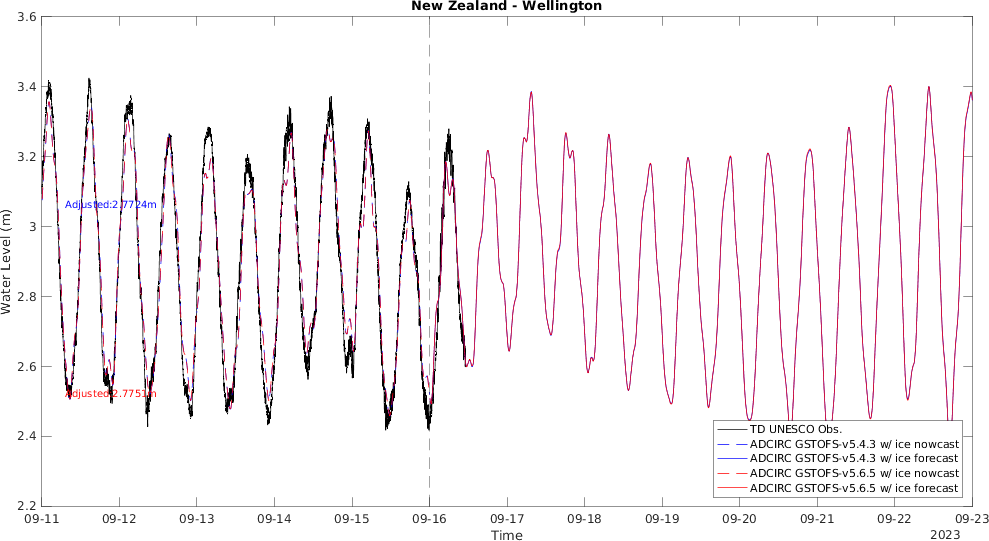 New Zealand - Wellington
3.6
3.4
3.2
3
2.8
2.6
2.4
2.2
Water Level (m)
Adjusted:2.7724m
Adjusted:2.7751m
TD UNESCO Obs.
ADCIRC GSTOFS-v5.4.3 w/ ice nowcast
ADCIRC GSTOFS-v5.4.3 w/ ice forecast
ADCIRC GSTOFS-v5.6.5 w/ ice nowcast
ADCIRC GSTOFS-v5.6.5 w/ ice forecast
09-11 09-12 09-13 09-14 09-15 09-16 09-17 09-18 09-19 09-20 09-21 09-22 09-23
Time
2023